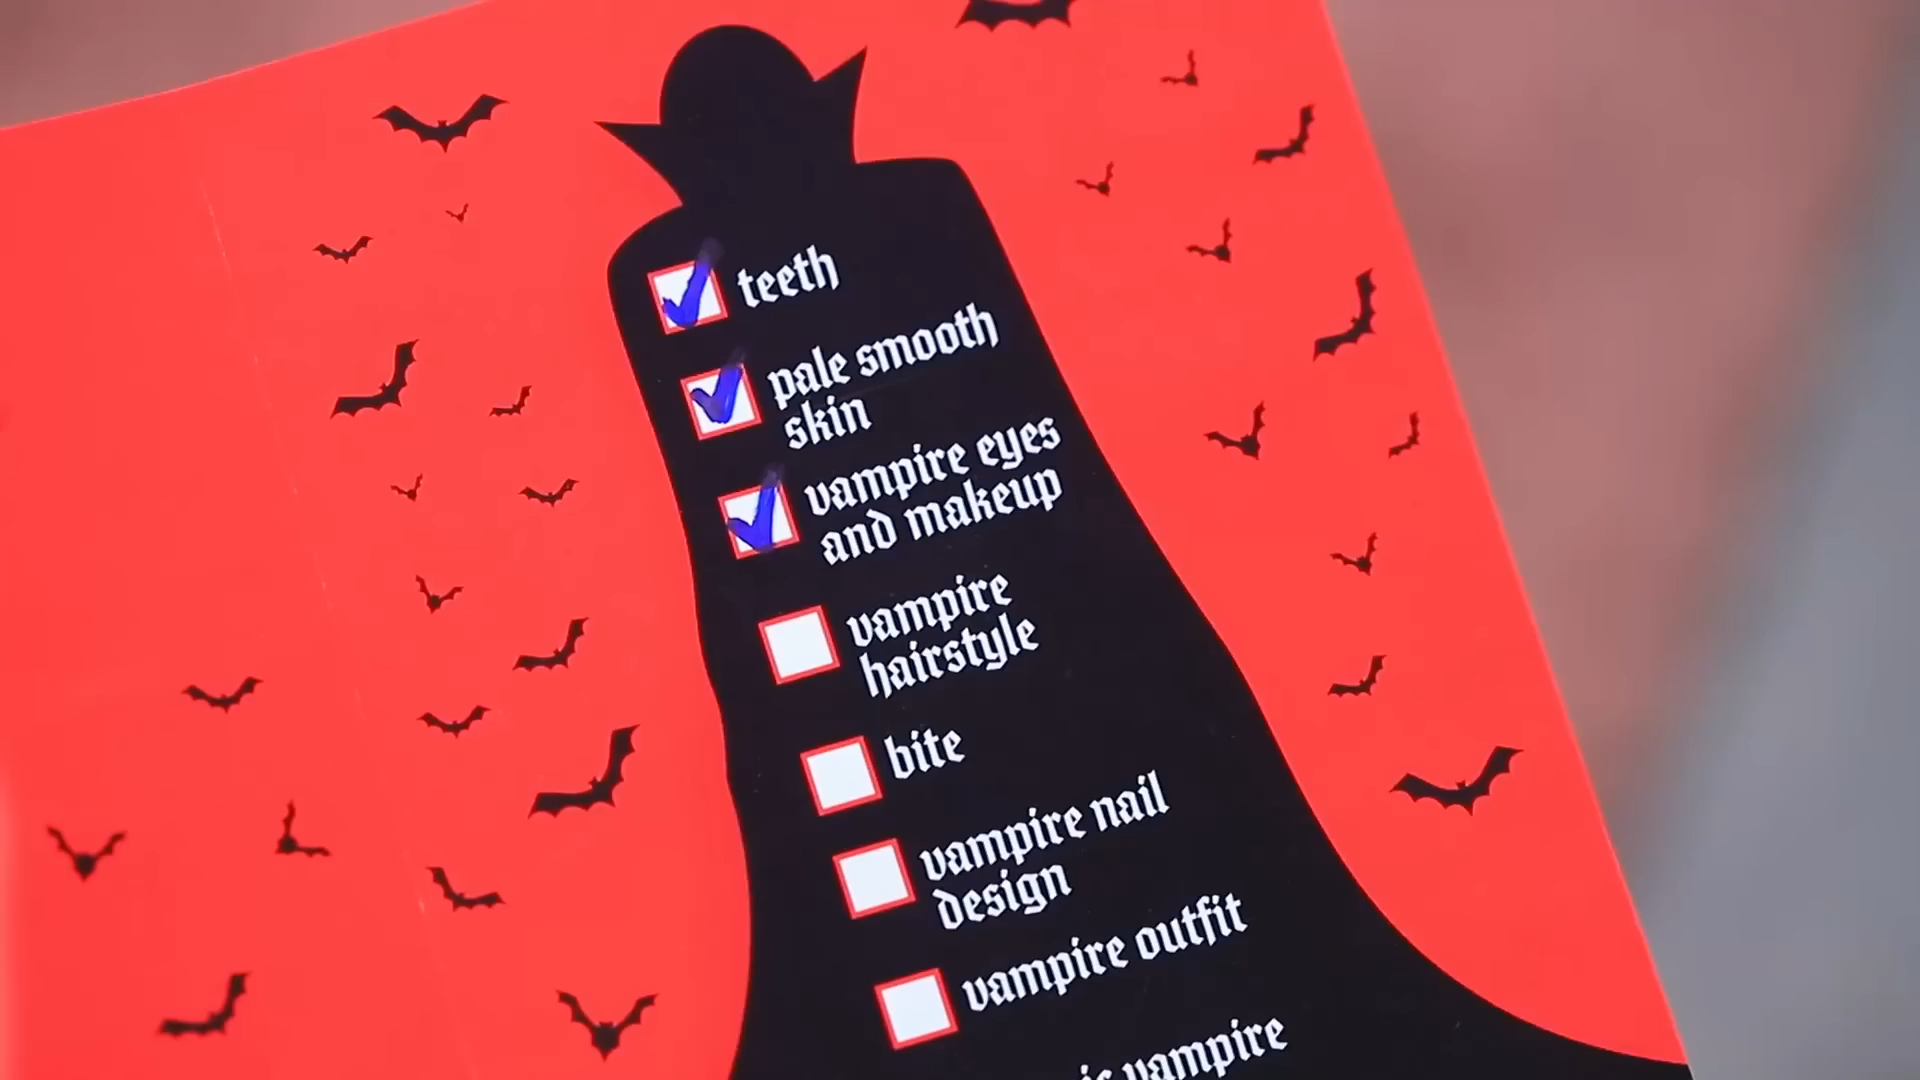 teeth
pale smooth
skin
vampire eyes
and makeup
vampire
hairstyle
bite
vampire nail
design
vampire outfit
vampire